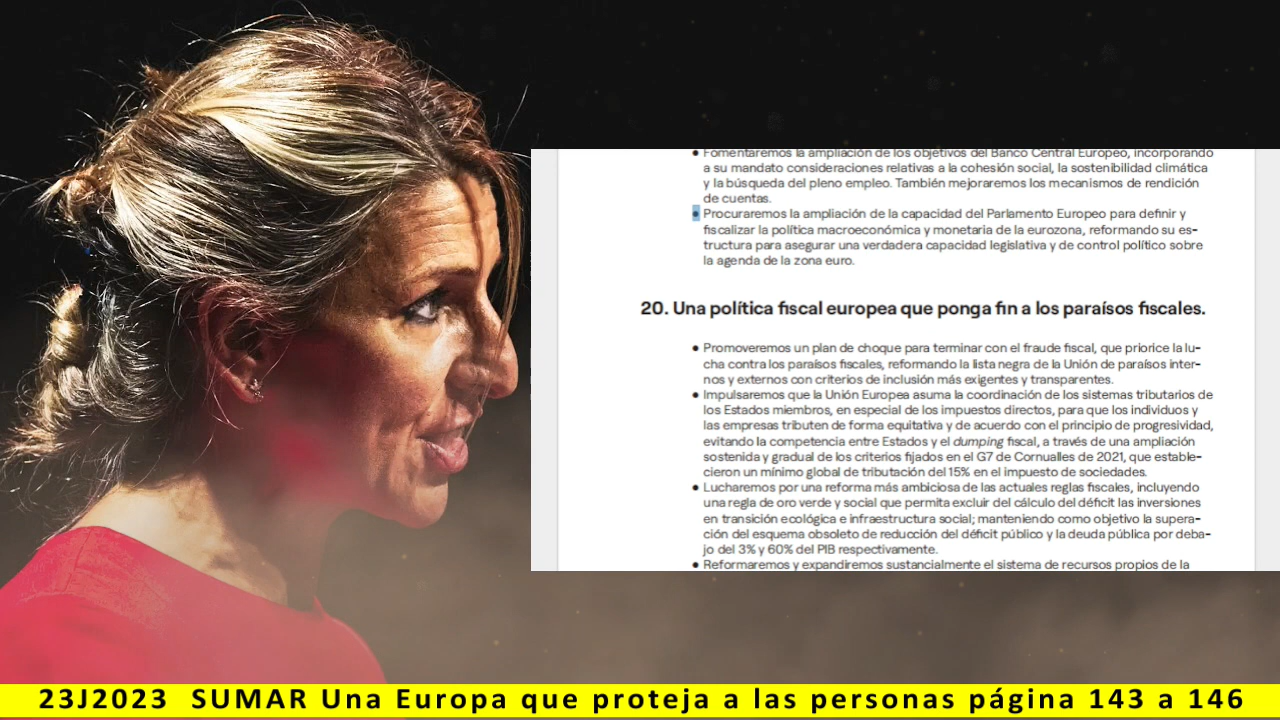 ● Fomentaremos la ampliación de los objetivos del Banco Central Europeo, incorporando
a su mandato consideraciones relativas a la cohesión social, la sostenibilidad climática
y la búsqueda del pleno empleo. También mejoraremos los mecanismos de rendición
de cuentas.
● Procuraremos la ampliación de la capacidad del Parlamento Europeo para definir y
fiscalizar la política macroeconómica y monetaria de la eurozona, reformando su es-
tructura para asegurar una verdadera capacidad legislativa y de control político sobre
la agenda de la zona euro.
20. Una política fiscal europea que ponga fin a los paraísos fiscales.
● Promoveremos un plan de choque para terminar con el fraude fiscal, que priorice la lu-
cha contra los paraísos fiscales, reformando la lista negra de la Unión de paraísos inter-
nos y externos con criterios de inclusión más exigentes y transparentes.
● Impulsaremos que la Unión Europea asuma la coordinación de los sistemas tributarios de
los Estados miembros, en especial de los impuestos directos, para que los individuos y
las empresas tributen de forma equitativa y de acuerdo con el principio de progresividad,
evitando la competencia entre Estados y el dumping fiscal, a través de una ampliación
sostenida y gradual de los criterios fijados en el G7 de Cornualles de 2021, que estable-
cieron un mínimo global de tributación del 15% en el impuesto de sociedades.
● Lucharemos por una reforma más ambiciosa de las actuales reglas fiscales, incluyendo
una regla de oro verde y social que permita excluir del cálculo del déficit las inversiones
en transición ecológica e infraestructura social; manteniendo como objetivo la supera-
ción del esquema obsoleto de reducción del déficit público y la deuda pública por deba-
jo del 3% y 60% del PIB respectivamente.
● Reformaremos y expandiremos sustancialmente el sistema de recursos propios de la
23J2023 SUMAR Una Europa que proteja a las personas página 143 a 146